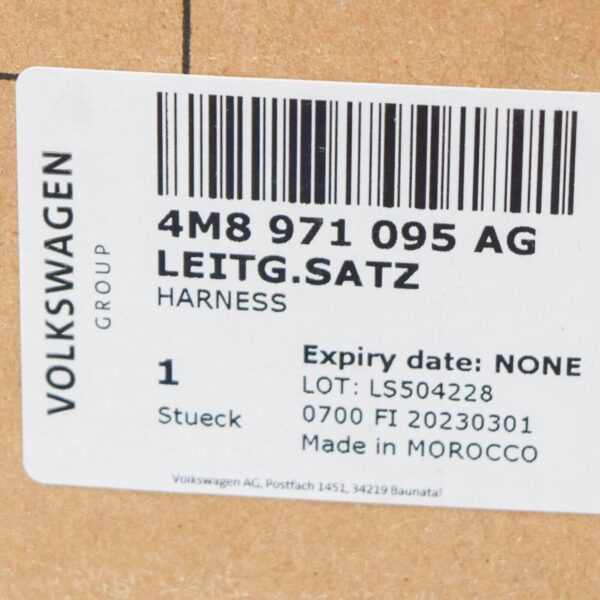 VOLKSWAGEN
GROUP
4M8 971 095 AG
LEITG.SATZ
HARNESS
1
Stueck
Expiry date: NONE
LOT: LS504228
0700 FI 20230301
Made in MOROCCO
Volkswagen AG, Postfach 1451, 34219 Baunatal